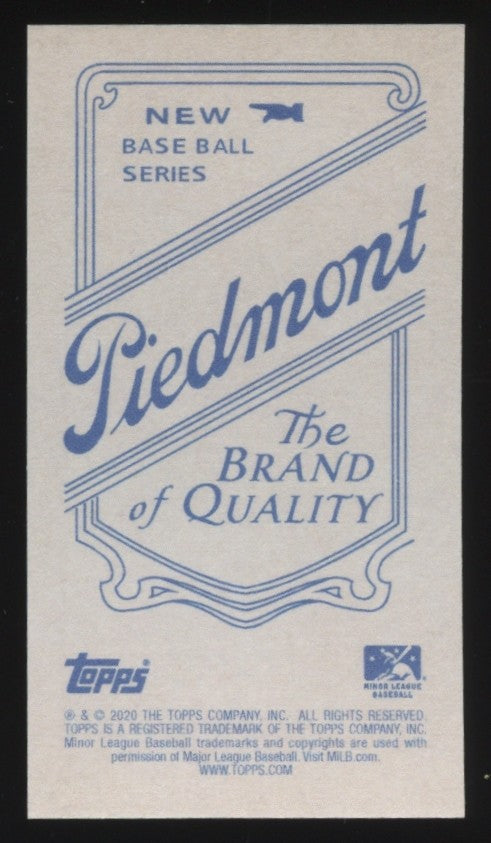 NEW
BASE BALL
SERIES
Piedmont
The
BRAND
of QUALITY
topps
MINOR LEAGUE
BASEBALL
® & © 2020 THE TOPPS COMPANY, INC. ALL RIGHTS RESERVED.
TOPPS IS A REGISTERED TRADEMARK OF THE TOPPS COMPANY, INC.
Minor League Baseball trademarks and copyrights are used with
permission of Major League Baseball. Visit MiLB.com.
WWW.TOPPS.COM